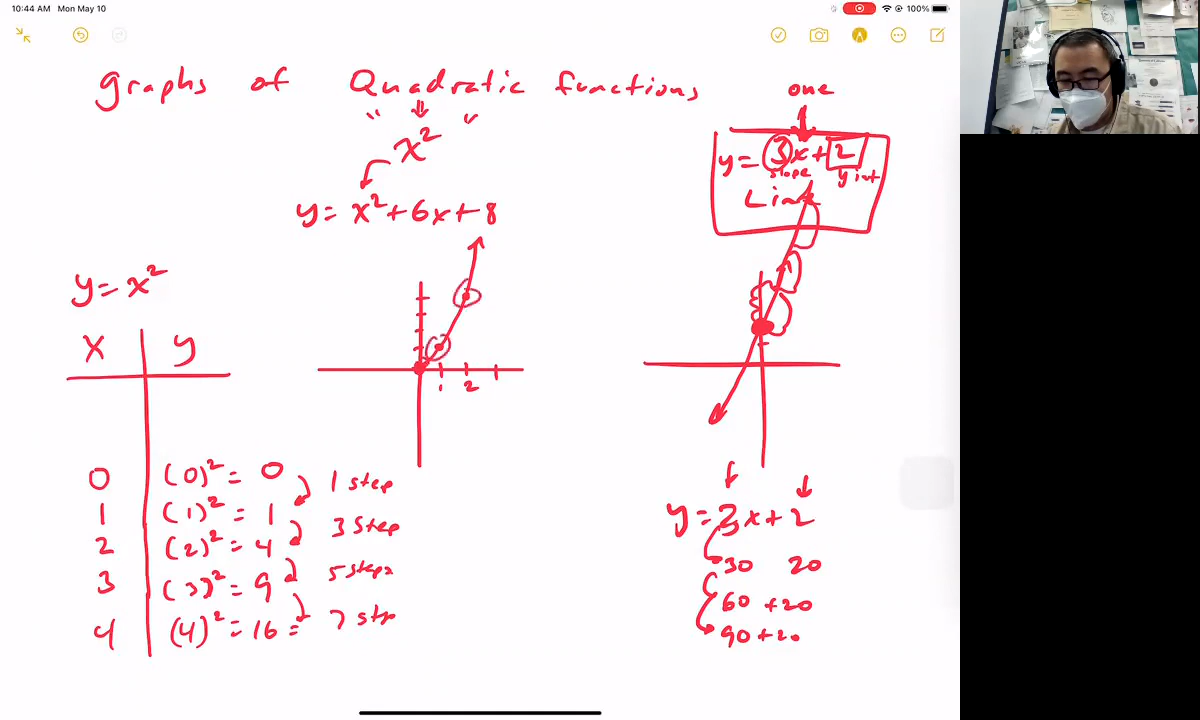 10:44 AM Mon May 10
100%
graphs of Quadratic functions
" "
x²
y = x² + 6x + 8
one
y = 3x + 2
slope y int
Line
y = x²
x y
0 (0)² = 0
1 (1)² = 1
2 (2)² = 4
3 (3)² = 9
4 (4)² = 16 =
1 step
3 step
5 steps
7 stp
1 2
y = 3x + 2
30 20
60 + 20
90 + 20